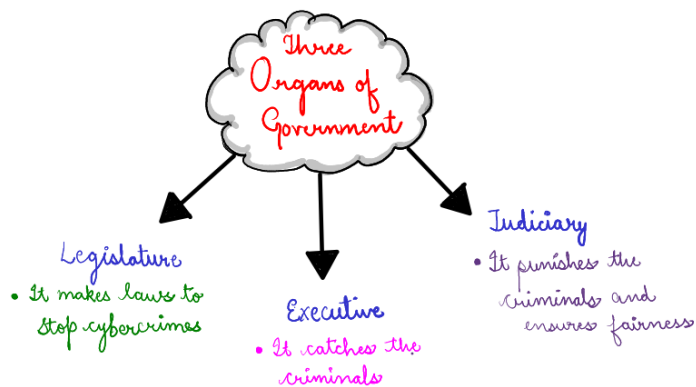 Three
Organs of
Government
Legislature
• It makes laws to
stop cybercrimes
Executive
• It catches the
criminals
Judiciary
• It punishes the
criminals and
ensures fairness